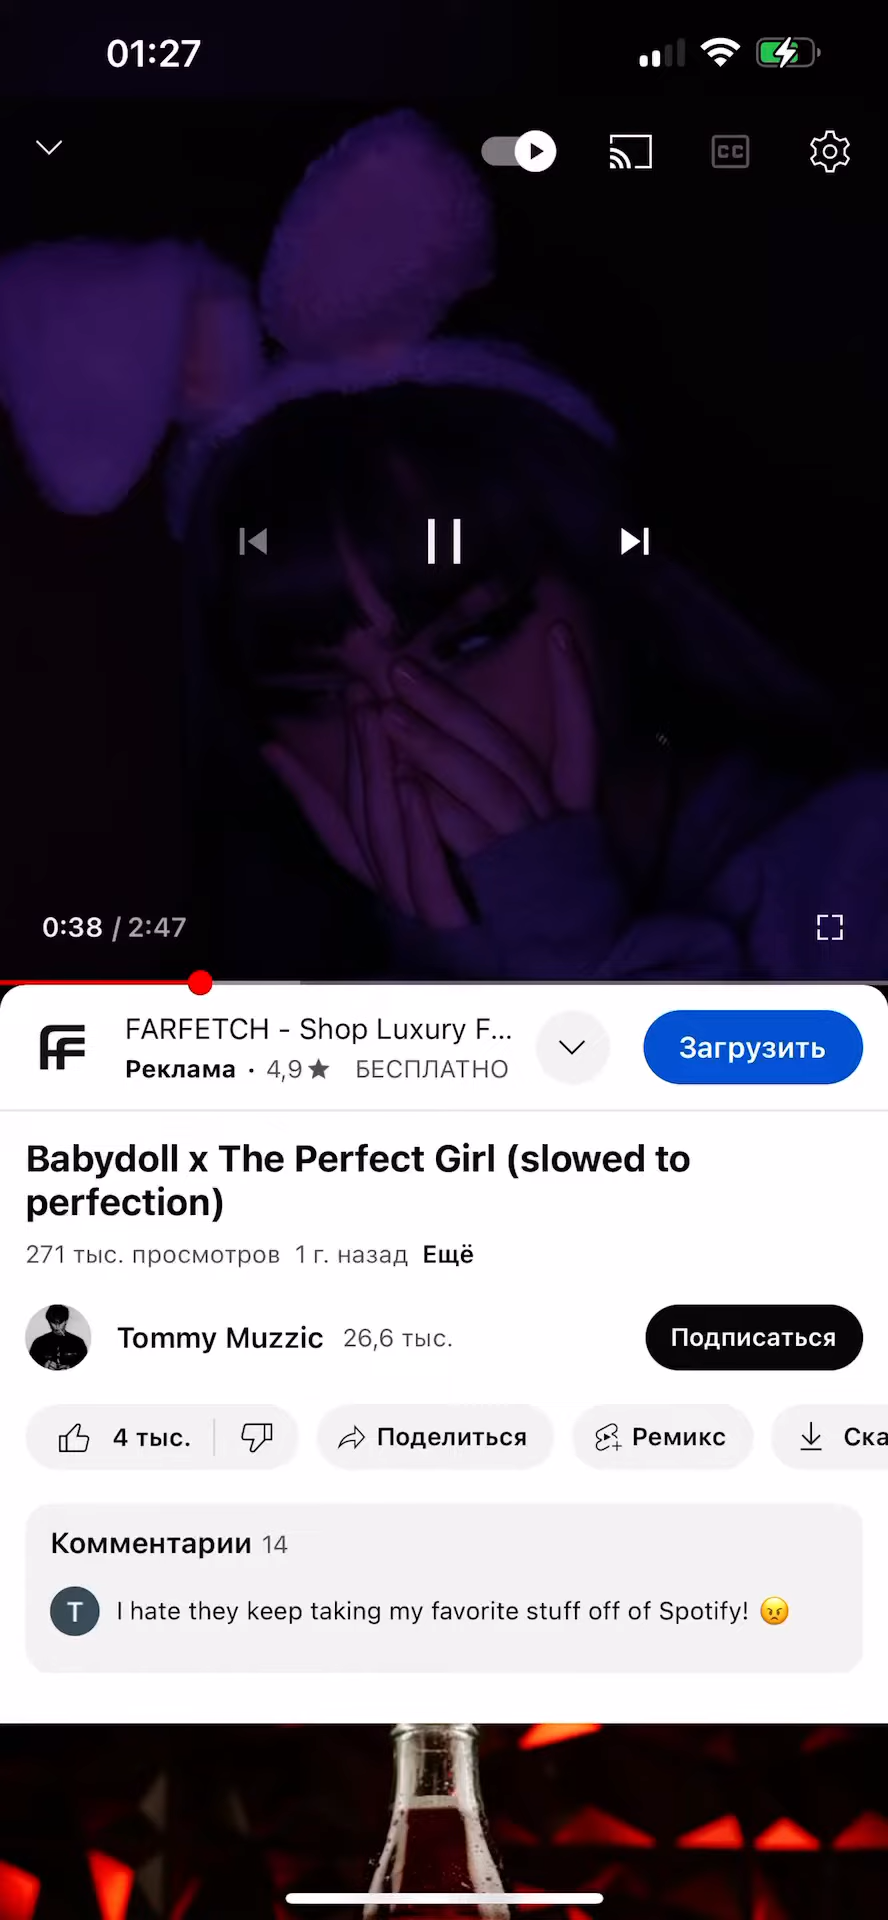 01:27
CC
0:38 / 2:47
FARFETCH - Shop Luxury F...
Реклама · 4,9★ БЕСПЛАТНО
Загрузить
Babydoll x The Perfect Girl (slowed to
perfection)
271 тыс. просмотров 1 г. назад Ещё
Tommy Muzzic 26,6 тыс.
Подписаться
4 тыс.
Поделиться
Ремикс
Ска
Комментарии 14
T
I hate they keep taking my favorite stuff off of Spotify! 😠